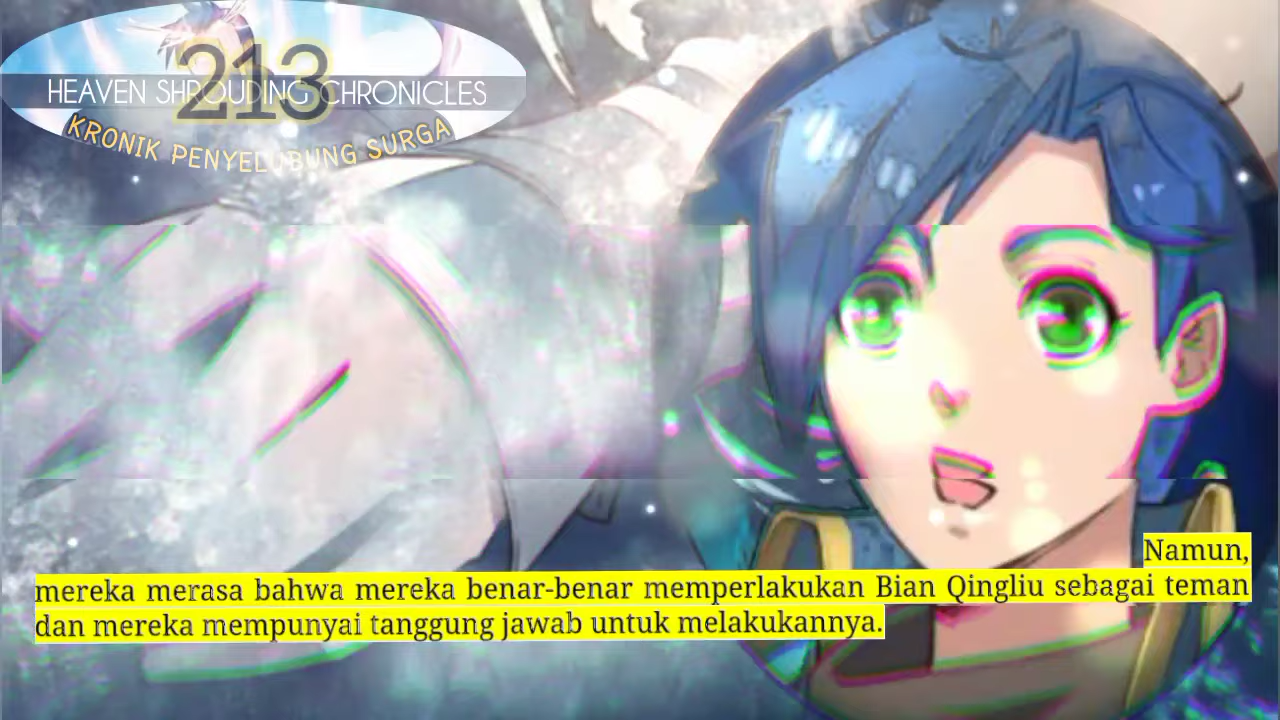 213
HEAVEN SHROUDING CHRONICLES
KRONIK PENYELUBUNG SURGA
Namun,
mereka merasa bahwa mereka benar-benar memperlakukan Bian Qingliu sebagai teman
dan mereka mempunyai tanggung jawab untuk melakukannya.